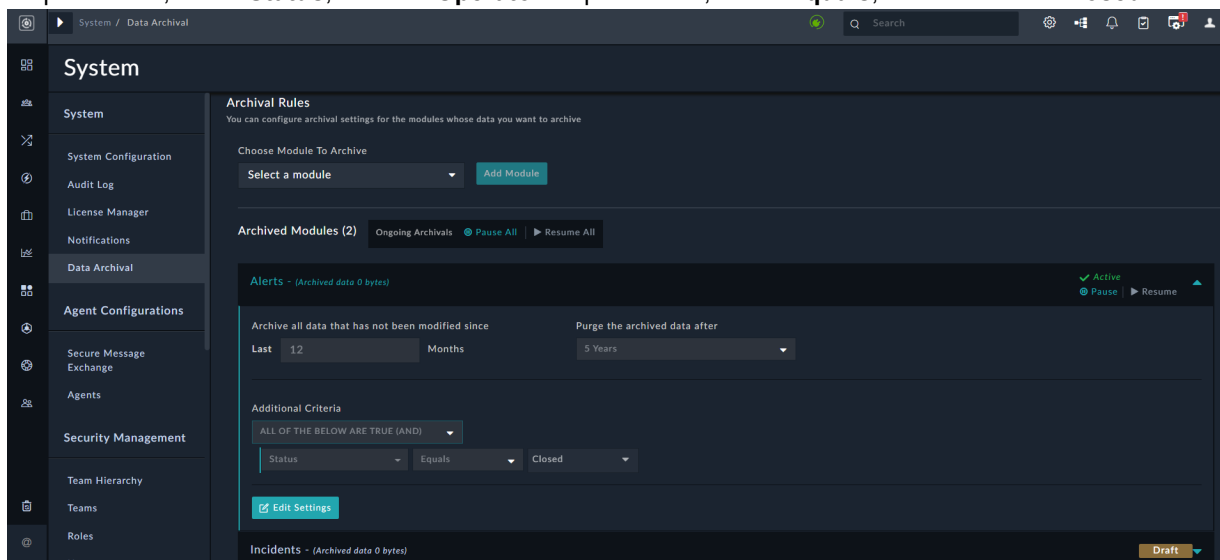 System / Data Archival
Search
System
System
System Configuration
Audit Log
License Manager
Notifications
Data Archival
Agent Configurations
Secure Message
Exchange
Agents
Security Management
Team Hierarchy
Teams
Roles
Archival Rules
You can configure archival settings for the modules whose data you want to archive
Choose Module To Archive
Select a module
Add Module
Archived Modules (2)
Ongoing Archivals Pause All | Resume All
Alerts - (Archived data 0 bytes)
Active
Pause | Resume
Archive all data that has not been modified since
Last 12 Months
Purge the archived data after
5 Years
Additional Criteria
ALL OF THE BELOW ARE TRUE (AND)
Status Equals Closed
Edit Settings
Incidents - (Archived data 0 bytes)
Draft